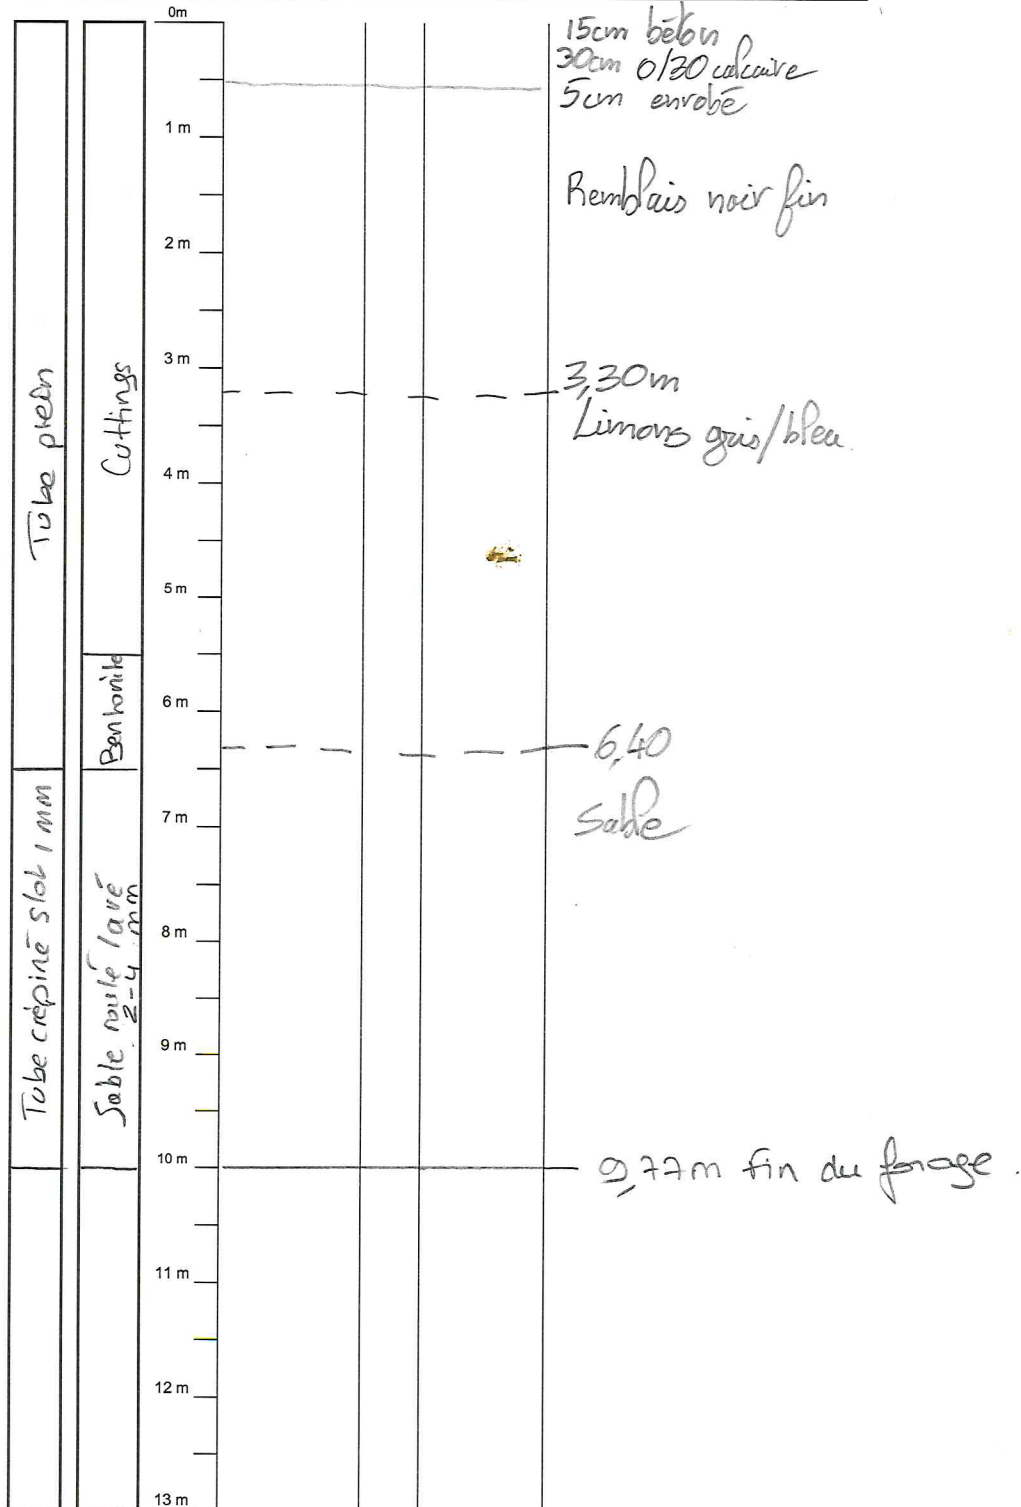 0m
15cm béton
30cm 0/30 calcaire
5cm enrobé
1 m
Remblais noir fin
2 m
3 m
3,30m
Limons gris/bleu
4 m
5 m
6 m
6,40
Sable
7 m
8 m
9 m
10 m
9,77m fin du forage.
11 m
12 m
13 m
Tube plein
Tube crépiné slot 1 mm
Cuttings
Bentonite
Sable roulé lavé
2-4 mm